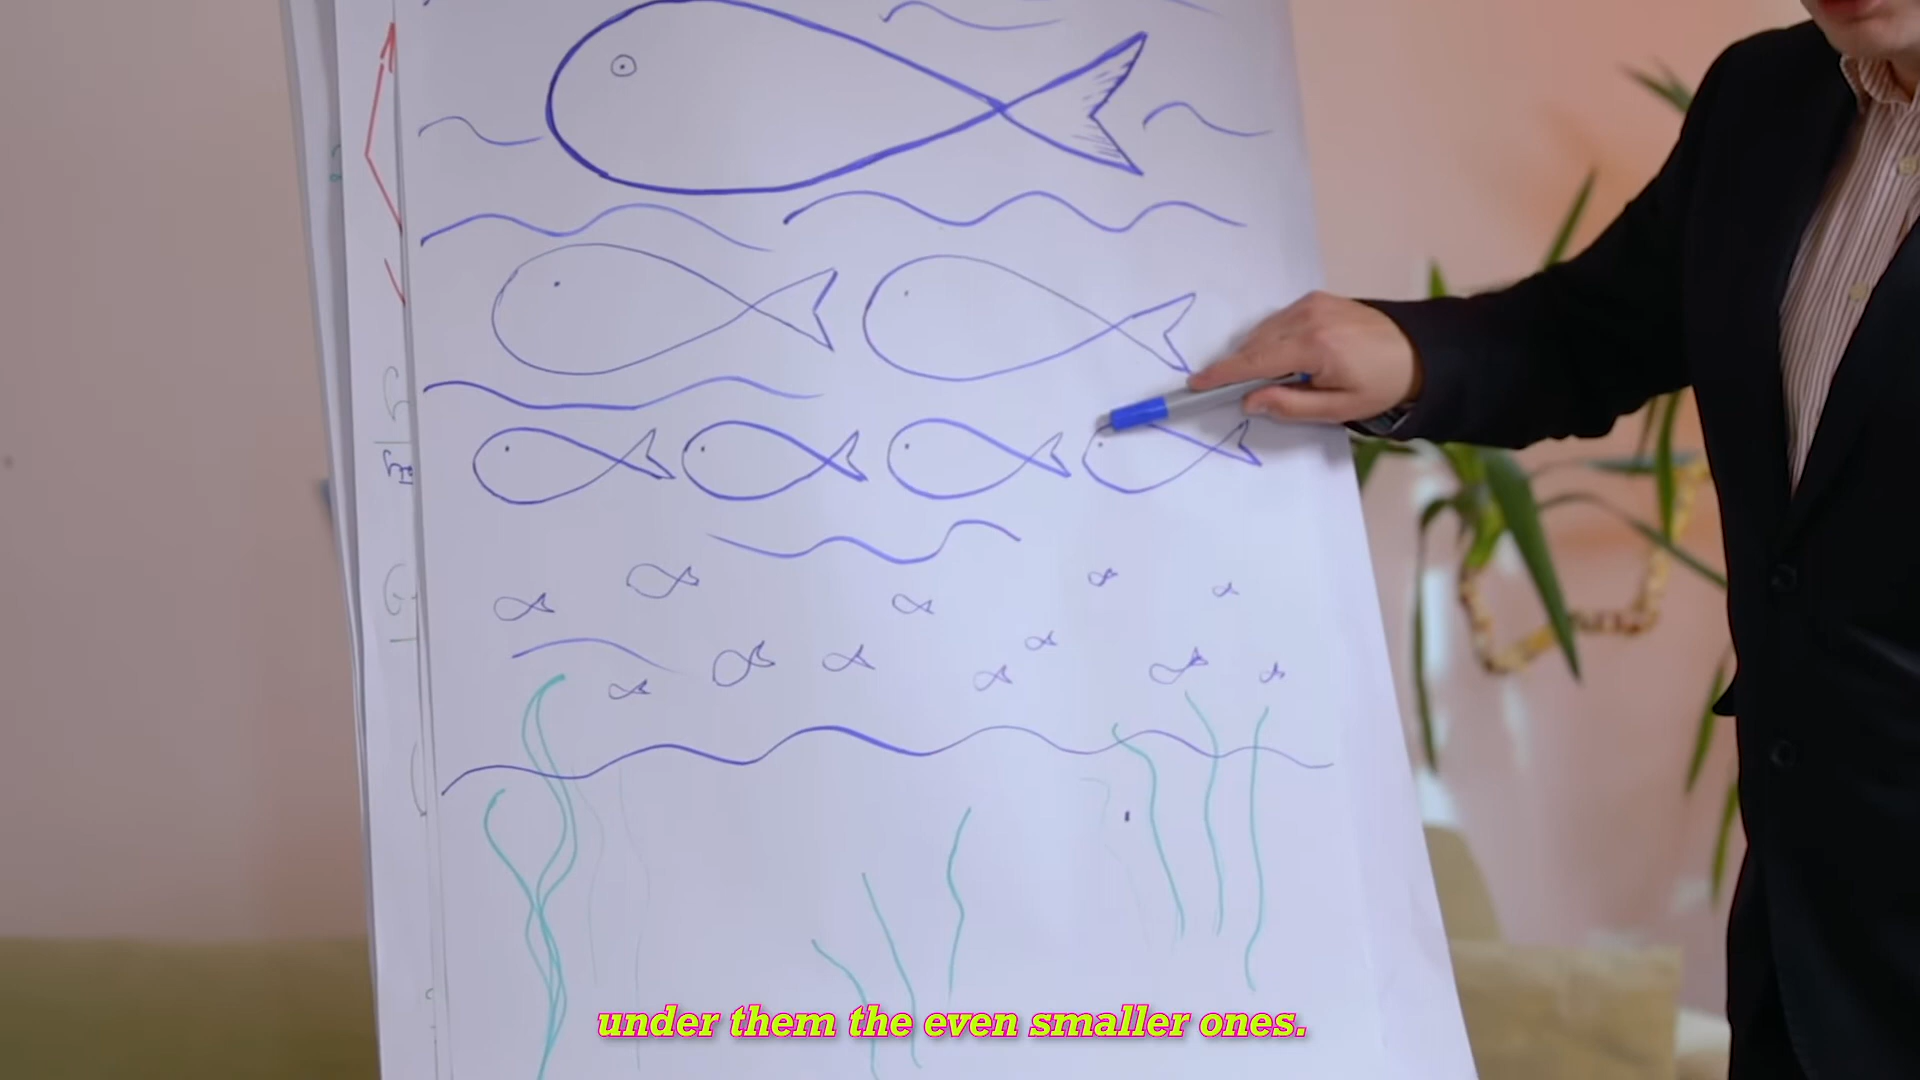 under them the even smaller ones.